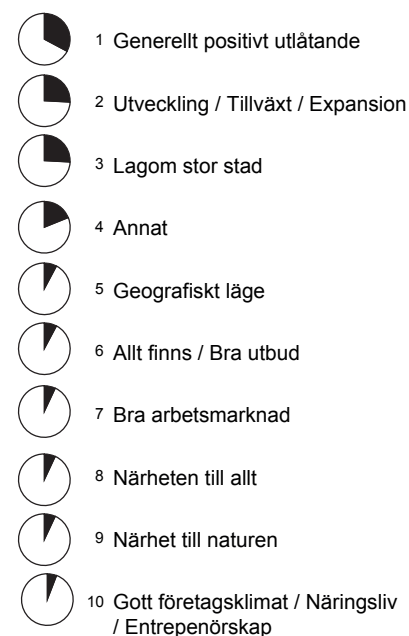 1 Generellt positivt utlåtande
2 Utveckling / Tillväxt / Expansion
3 Lagom stor stad
4 Annat
5 Geografiskt läge
6 Allt finns / Bra utbud
7 Bra arbetsmarknad
8 Närheten till allt
9 Närhet till naturen
10 Gott företagsklimat / Näringsliv
/ Entrepenörskap